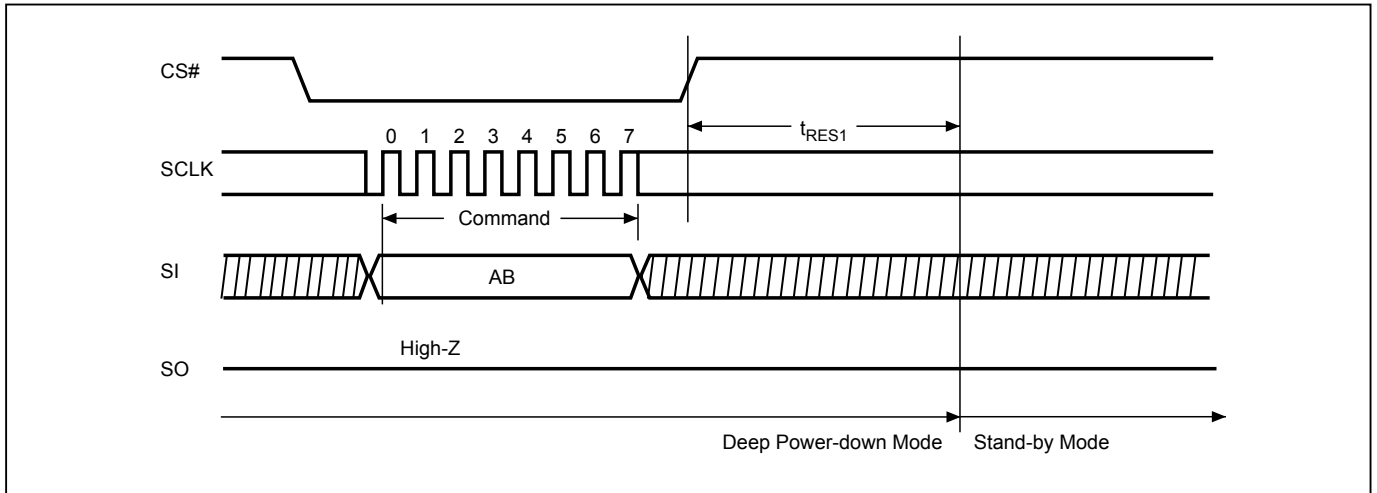 CS#
tRES1
0 1 2 3 4 5 6 7
SCLK
Command
SI
AB
High-Z
SO
Deep Power-down Mode Stand-by Mode